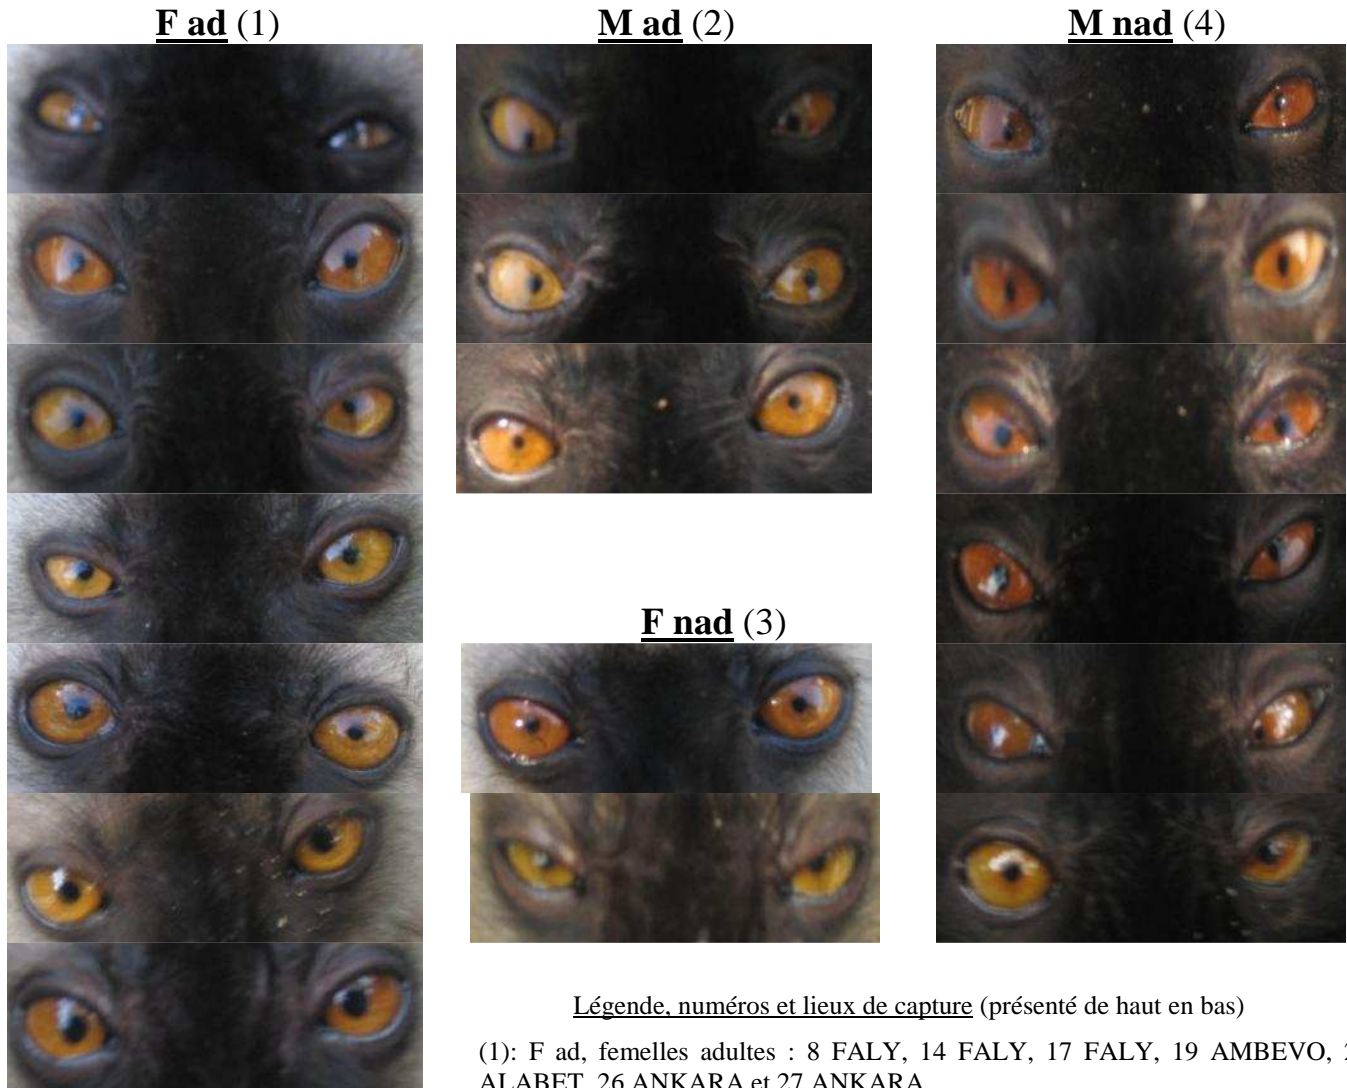 F ad (1)
M ad (2)
M nad (4)
F nad (3)
Légende, numéros et lieux de capture (présenté de haut en bas)
(1): F ad, femelles adultes : 8 FALY, 14 FALY, 17 FALY, 19 AMBEVO,
ALABET, 26 ANKARA et 27 ANKARA